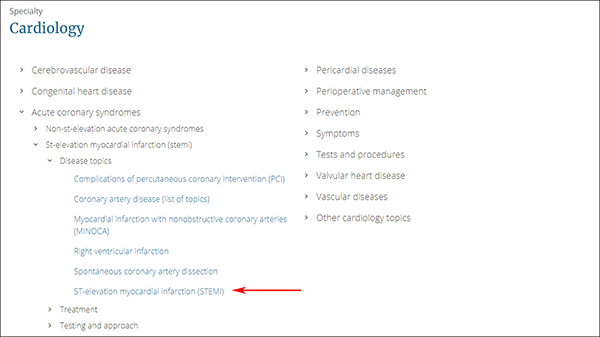 Specialty
Cardiology
Cerebrovascular disease
Congenital heart disease
Acute coronary syndromes
Non-st-elevation acute coronary syndromes
St-elevation myocardial infarction (stemi)
Disease topics
Complications of percutaneous coronary intervention (PCI)
Coronary artery disease (list of topics)
Myocardial infarction with nonobstructive coronary arteries
(MINOCA)
Right ventricular infarction
Spontaneous coronary artery dissection
ST-elevation myocardial infarction (STEMI)
Treatment
Testing and approach
Pericardial diseases
Perioperative management
Prevention
Symptoms
Tests and procedures
Valvular heart disease
Vascular diseases
Other cardiology topics